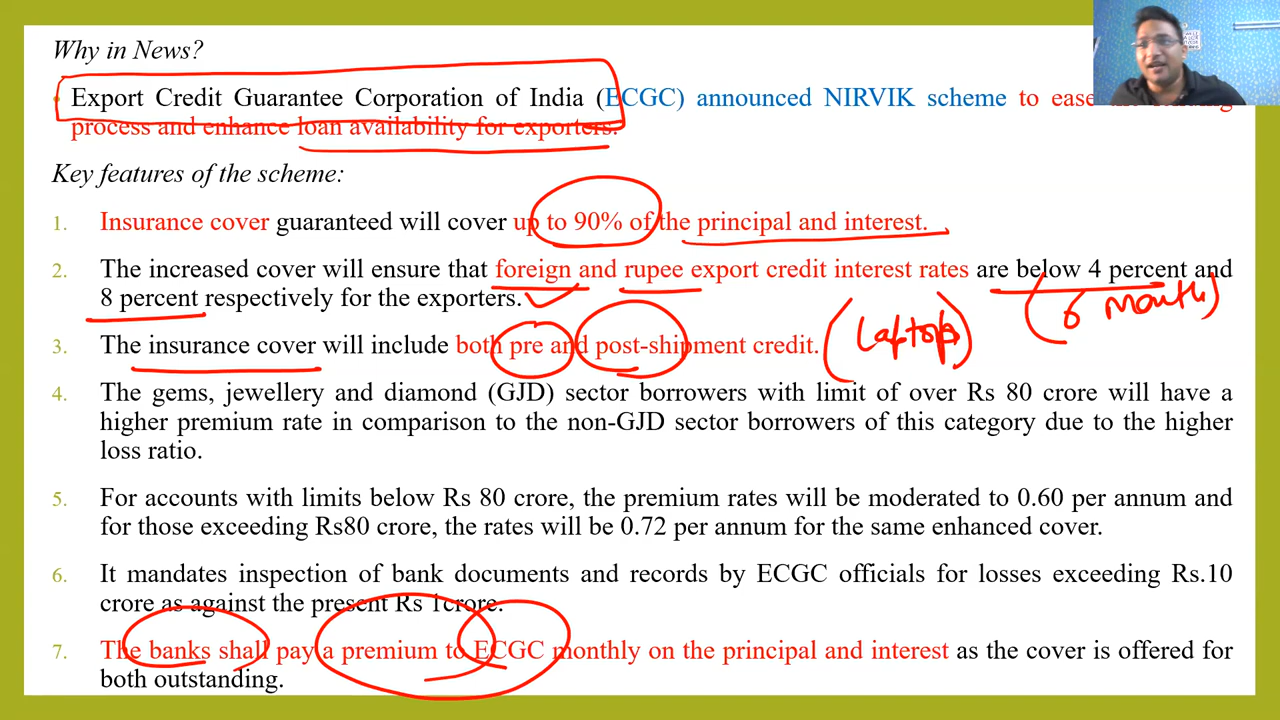 Why in News?
Export Credit Guarantee Corporation of India (ECGC) announced NIRVIK scheme to ease
process and enhance loan availability for exporters.
Key features of the scheme:
1. Insurance cover guaranteed will cover up to 90% of the principal and interest.
2. The increased cover will ensure that foreign and rupee export credit interest rates are below 4 percent and
8 percent respectively for the exporters.
(6 month)
3. The insurance cover will include both pre and post-shipment credit.
(Laptops)
4. The gems, jewellery and diamond (GJD) sector borrowers with limit of over Rs 80 crore will have a
higher premium rate in comparison to the non-GJD sector borrowers of this category due to the higher
loss ratio.
5. For accounts with limits below Rs 80 crore, the premium rates will be moderated to 0.60 per annum and
for those exceeding Rs80 crore, the rates will be 0.72 per annum for the same enhanced cover.
6. It mandates inspection of bank documents and records by ECGC officials for losses exceeding Rs.10
crore as against the present Rs 1crore.
7. The banks shall pay a premium to ECGC monthly on the principal and interest as the cover is offered for
both outstanding.